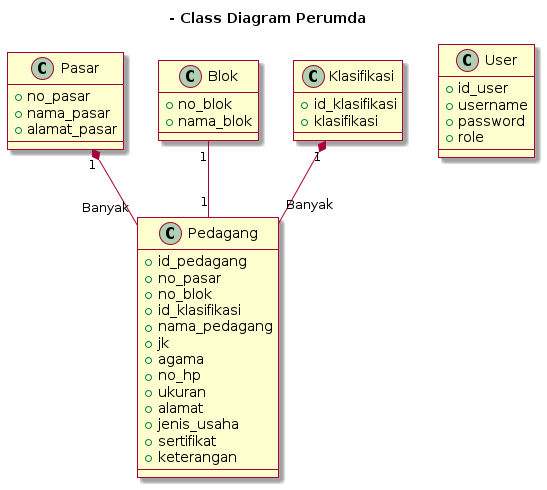 - Class Diagram Perumda
C Pasar
no_pasar
nama_pasar
alamat_pasar
C Blok
no_blok
nama_blok
C Klasifikasi
id_klasifikasi
klasifikasi
C User
id_user
username
password
role
1
1
1
Banyak
1
Banyak
C Pedagang
id_pedagang
no_pasar
no_blok
id_klasifikasi
nama_pedagang
jk
agama
no_hp
ukuran
alamat
jenis_usaha
sertifikat
keterangan